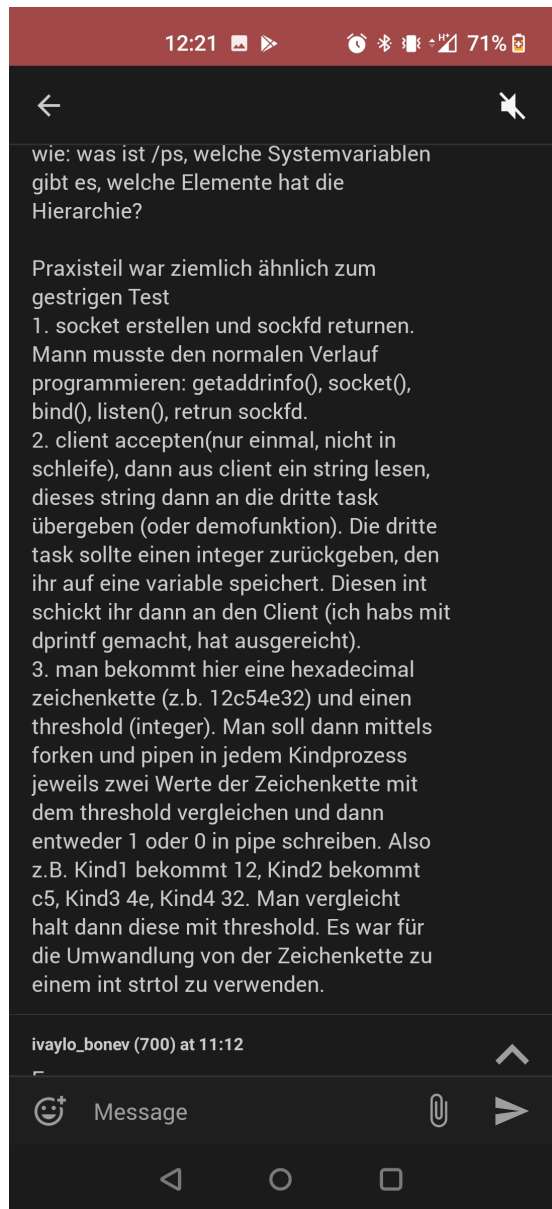 12:21
71%
wie: was ist /ps, welche Systemvariablen
gibt es, welche Elemente hat die
Hierarchie?
Praxisteil war ziemlich ähnlich zum
gestrigen Test
1. socket erstellen und sockfd returnen.
Mann musste den normalen Verlauf
programmieren: getaddrinfo(), socket(),
bind(), listen(), retrun sockfd.
2. client accepten(nur einmal, nicht in
schleife), dann aus client ein string lesen,
dieses string dann an die dritte task
übergeben (oder demofunktion). Die dritte
task sollte einen integer zurückgeben, den
ihr auf eine variable speichert. Diesen int
schickt ihr dann an den Client (ich habs mit
dprintf gemacht, hat ausgereicht).
3. man bekommt hier eine hexadecimal
zeichenkette (z.b. 12c54e32) und einen
threshold (integer). Man soll dann mittels
forken und pipen in jedem Kindprozess
jeweils zwei Werte der Zeichenkette mit
dem threshold vergleichen und dann
entweder 1 oder 0 in pipe schreiben. Also
z.B. Kind1 bekommt 12, Kind2 bekommt
c5, Kind3 4e, Kind4 32. Man vergleicht
halt dann diese mit threshold. Es war für
die Umwandlung von der Zeichenkette zu
einem int strtol zu verwenden.
ivaylo_bonev (700) at 11:12
Message